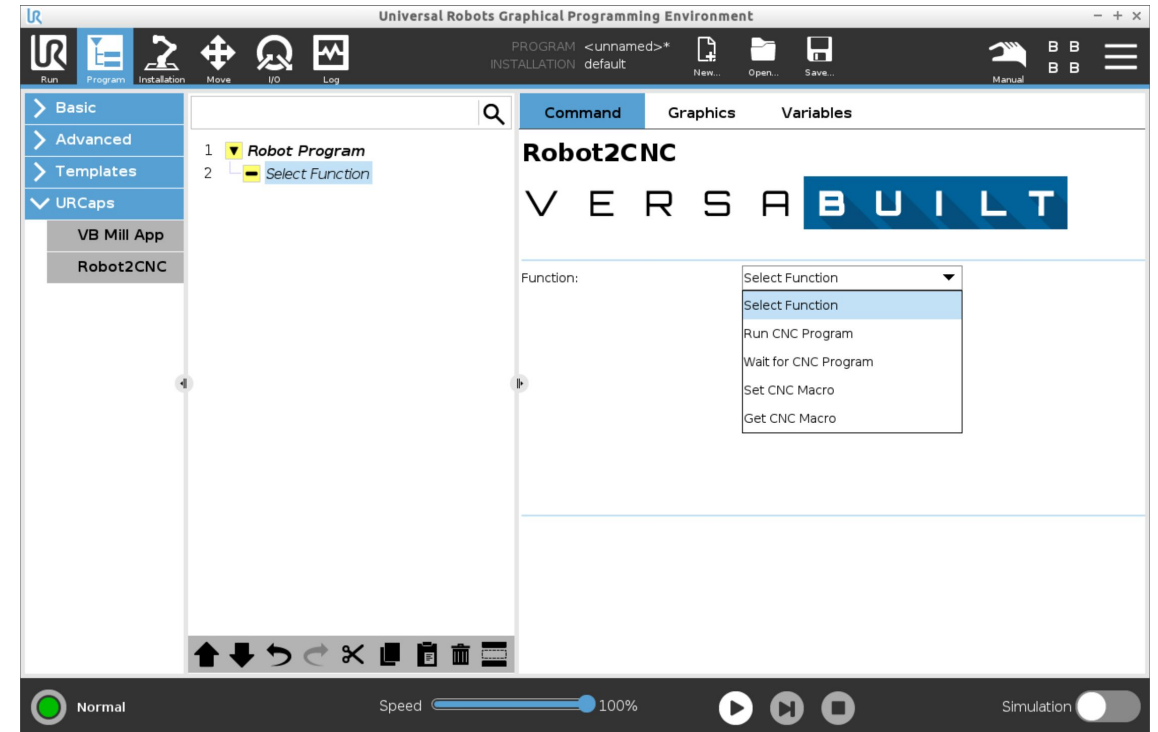 UR
Universal Robots Graphical Programming Environment
UR
Run
Program
Installation
Move
I/O
Log
PROGRAM <unnamed>*
INSTALLATION default
New...
Open...
Save...
Manual
B B
B B
Basic
Advanced
Templates
URCaps
VB Mill App
Robot2CNC
1 Robot Program
2 Select Function
Command Graphics Variables
Robot2CNC
VERSABUILT
Function: Select Function
Select Function
Run CNC Program
Wait for CNC Program
Set CNC Macro
Get CNC Macro
Normal
Speed 100%
Simulation